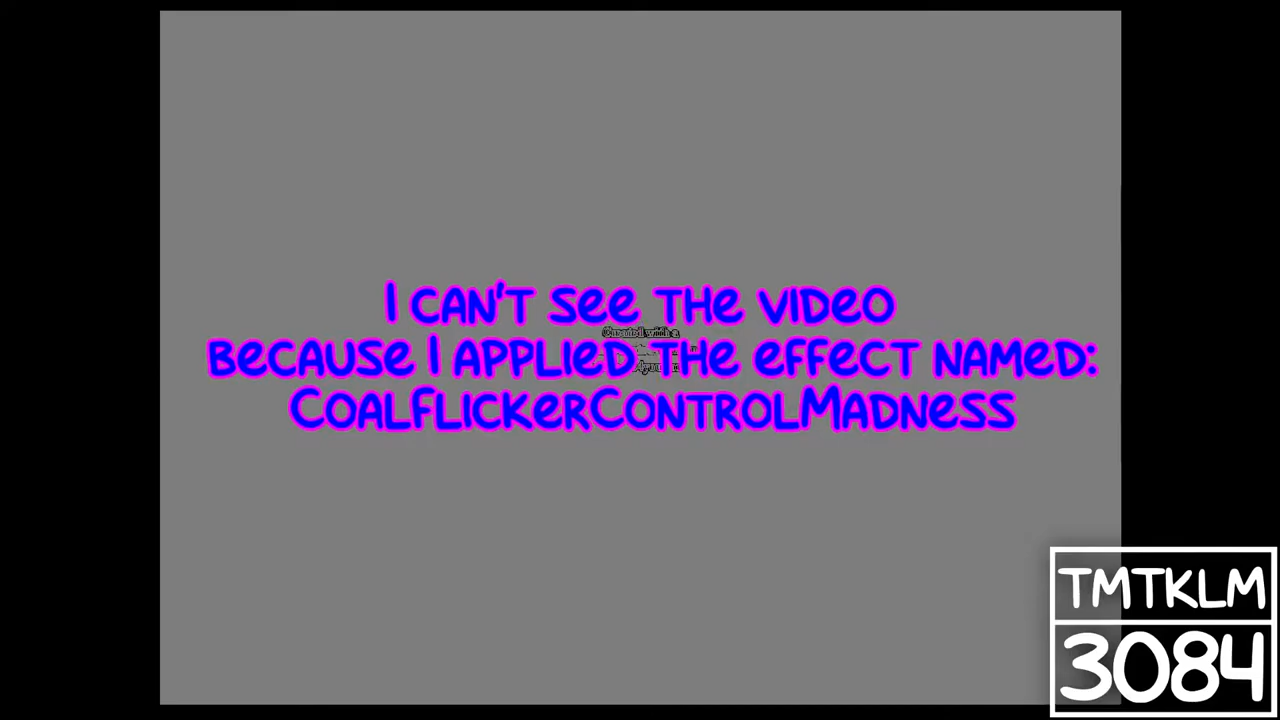 I can't see the video
because I applied the effect named:
CoalFlickerControlMadness
TMTKLM
3084